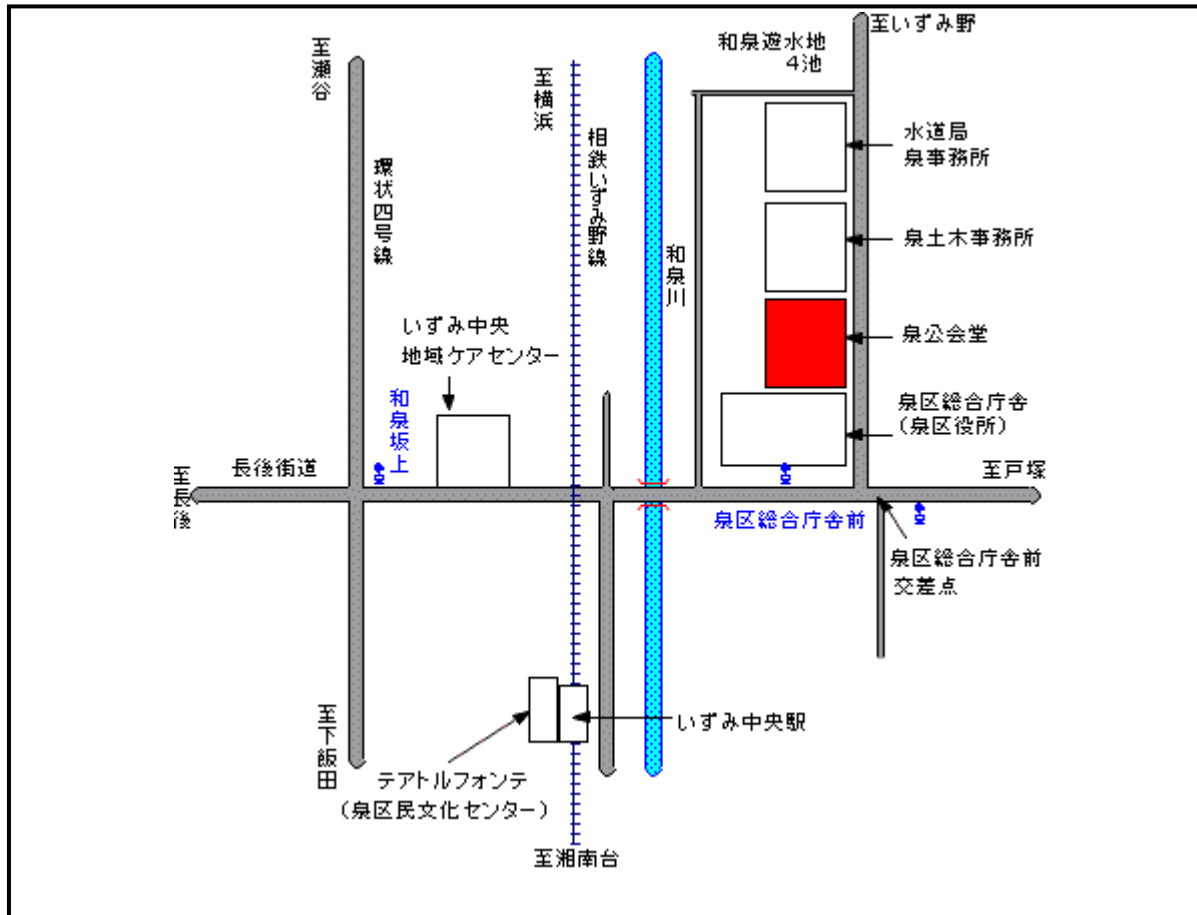 至いずみ野
和泉遊水地
4池
至瀬谷
至横浜
水道局
泉事務所
相鉄いずみ野線
環状四号線
泉土木事務所
和泉川
いずみ中央
地域ケアセンター
泉公会堂
和泉坂上
泉区総合庁舎
(泉区役所)
長後街道
至戸塚
至長後
泉区総合庁舎前
泉区総合庁舎前
交差点
至下飯田
いずみ中央駅
テアトルフォンテ
(泉区民文化センター)
至湘南台